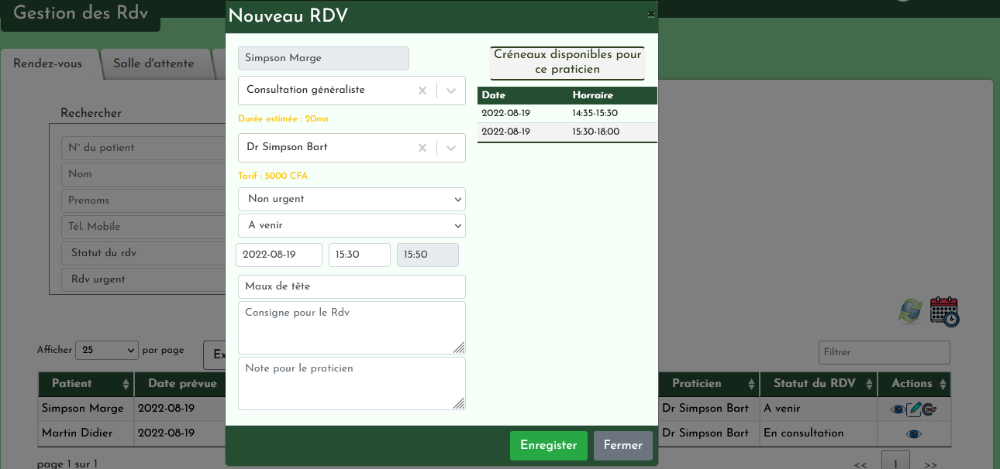 Gestion des Rdv
Rendez-vous
Salle d'attente
Rechercher
N° du patient
Nom
Prenoms
Tél. Mobile
Statut du rdv
Rdv urgent
Nouveau RDV
×
Simpson Marge
Consultation généraliste
Durée estimée : 20mn
Dr Simpson Bart
Tarif : 5000 CFA
Non urgent
A venir
2022-08-19 15:30 15:50
Maux de tête
Consigne pour le Rdv
Note pour le praticien
Créneaux disponibles pour
ce praticien
Date Horraire
2022-08-19 14:35-15:30
2022-08-19 15:30-18:00
Enregister Fermer
Afficher 25 par page
Ex
Filtrer
Patient Date prévue Praticien Statut du RDV Actions
Simpson Marge 2022-08-19 Dr Simpson Bart A venir
Martin Didier 2022-08-19 Dr Simpson Bart En consultation
page 1 sur 1
<< 1 >>